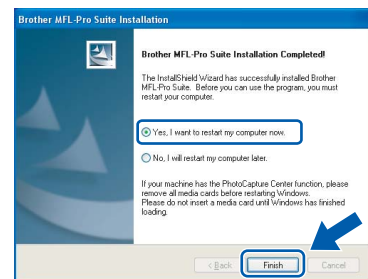 Brother MFL-Pro Suite Installation
Brother MFL-Pro Suite Installation Completed!
The InstallShield Wizard has successfully installed Brother
MFL-Pro Suite. Before you can use the program, you must
restart your computer.
Yes, I want to restart my computer now.
No, I will restart my computer later.
If your machine has the PhotoCapture Center function, please
remove all media cards before restarting Windows.
Please do not insert a media card until Windows has finished
loading.
< Back Finish Cancel